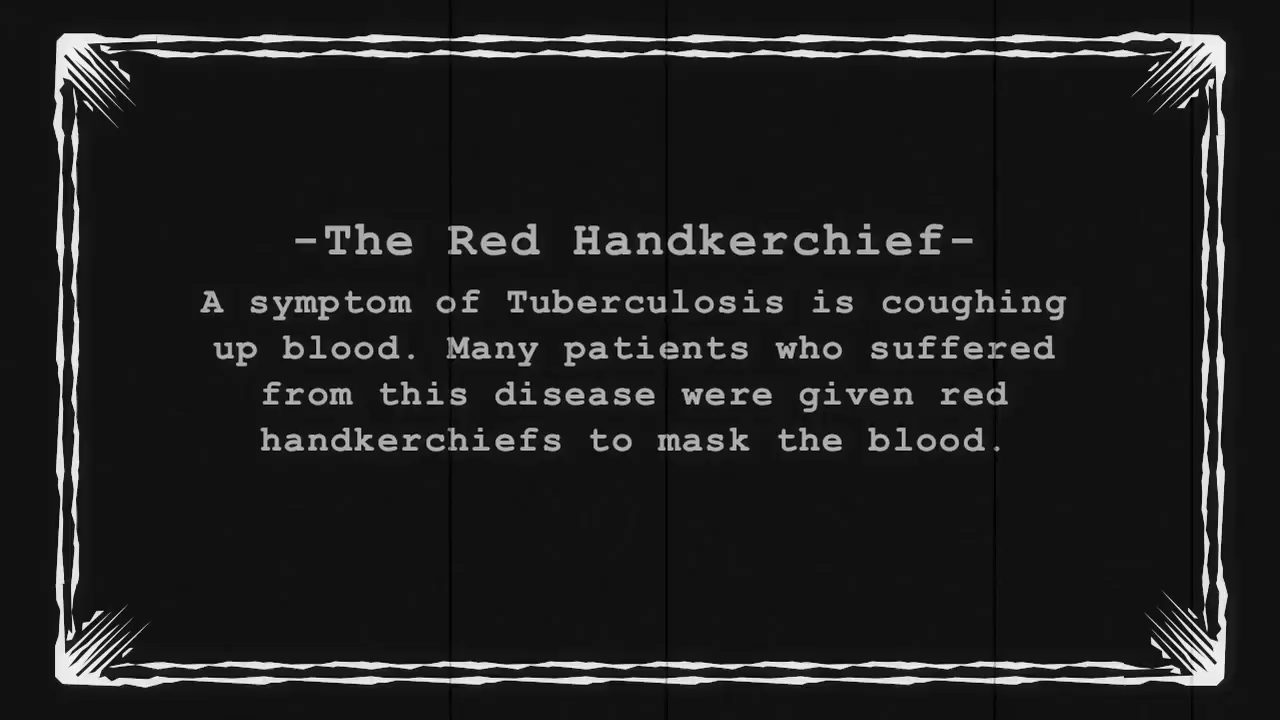 -The Red Handkerchief-
A symptom of Tuberculosis is coughing
up blood. Many patients who suffered
from this disease were given red
handkerchiefs to mask the blood.